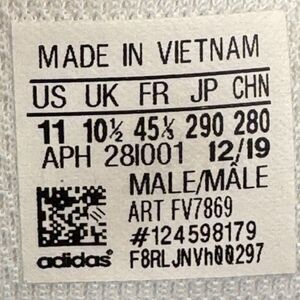 MADE IN VIETNAM
US UK FR JP CHN
11 10½ 45⅓ 290 280
APH 28I001 12/19
MALE/MÂLE
ART FV7869
#124598179
adidas F8RLJNVh00297